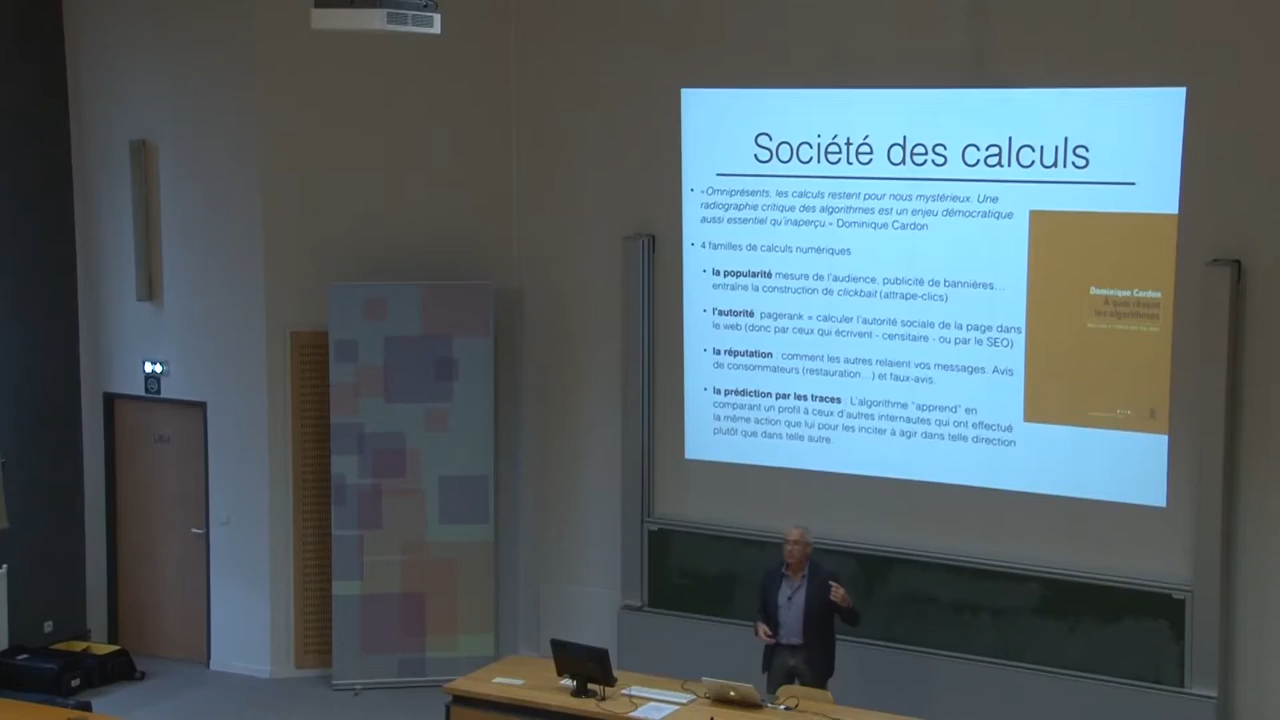 Société des calculs
• «Omniprésents, les calculs restent pour nous mystérieux. Une
radiographie critique des algorithmes est un enjeu démocratique
aussi essentiel qu'inaperçu.» Dominique Cardon
• 4 familles de calculs numériques
• la popularité mesure de l'audience, publicité de bannières…
entraîne la construction de clickbait (attrape-clics)
• l'autorité pagerank = calculer l'autorité sociale de la page dans
le web (donc par ceux qui écrivent - censitaire - ou par le SEO)
• la réputation : comment les autres relaient vos messages. Avis
de consommateurs (restauration…) et faux-avis.
• la prédiction par les traces : L'algorithme "apprend" en
comparant un profil à ceux d'autres internautes qui ont effectué
la même action que lui pour les inciter à agir dans telle direction
plutôt que dans telle autre.
Dominique Cardon
À quoi rêvent
les algorithmes